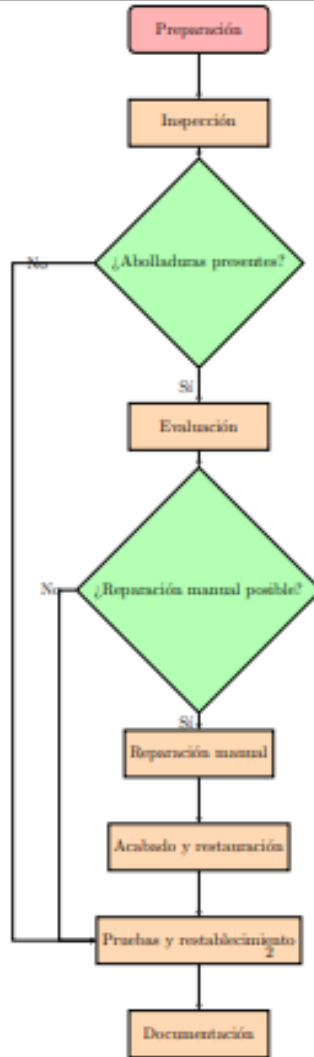 Preparación
Inspección
¿Abolladuras presentes?
No
Sí
Evaluación
¿Reparación manual posible?
No
Sí
Reparación manual
Acabado y restauración
Pruebas y restablecimiento
2
Documentación